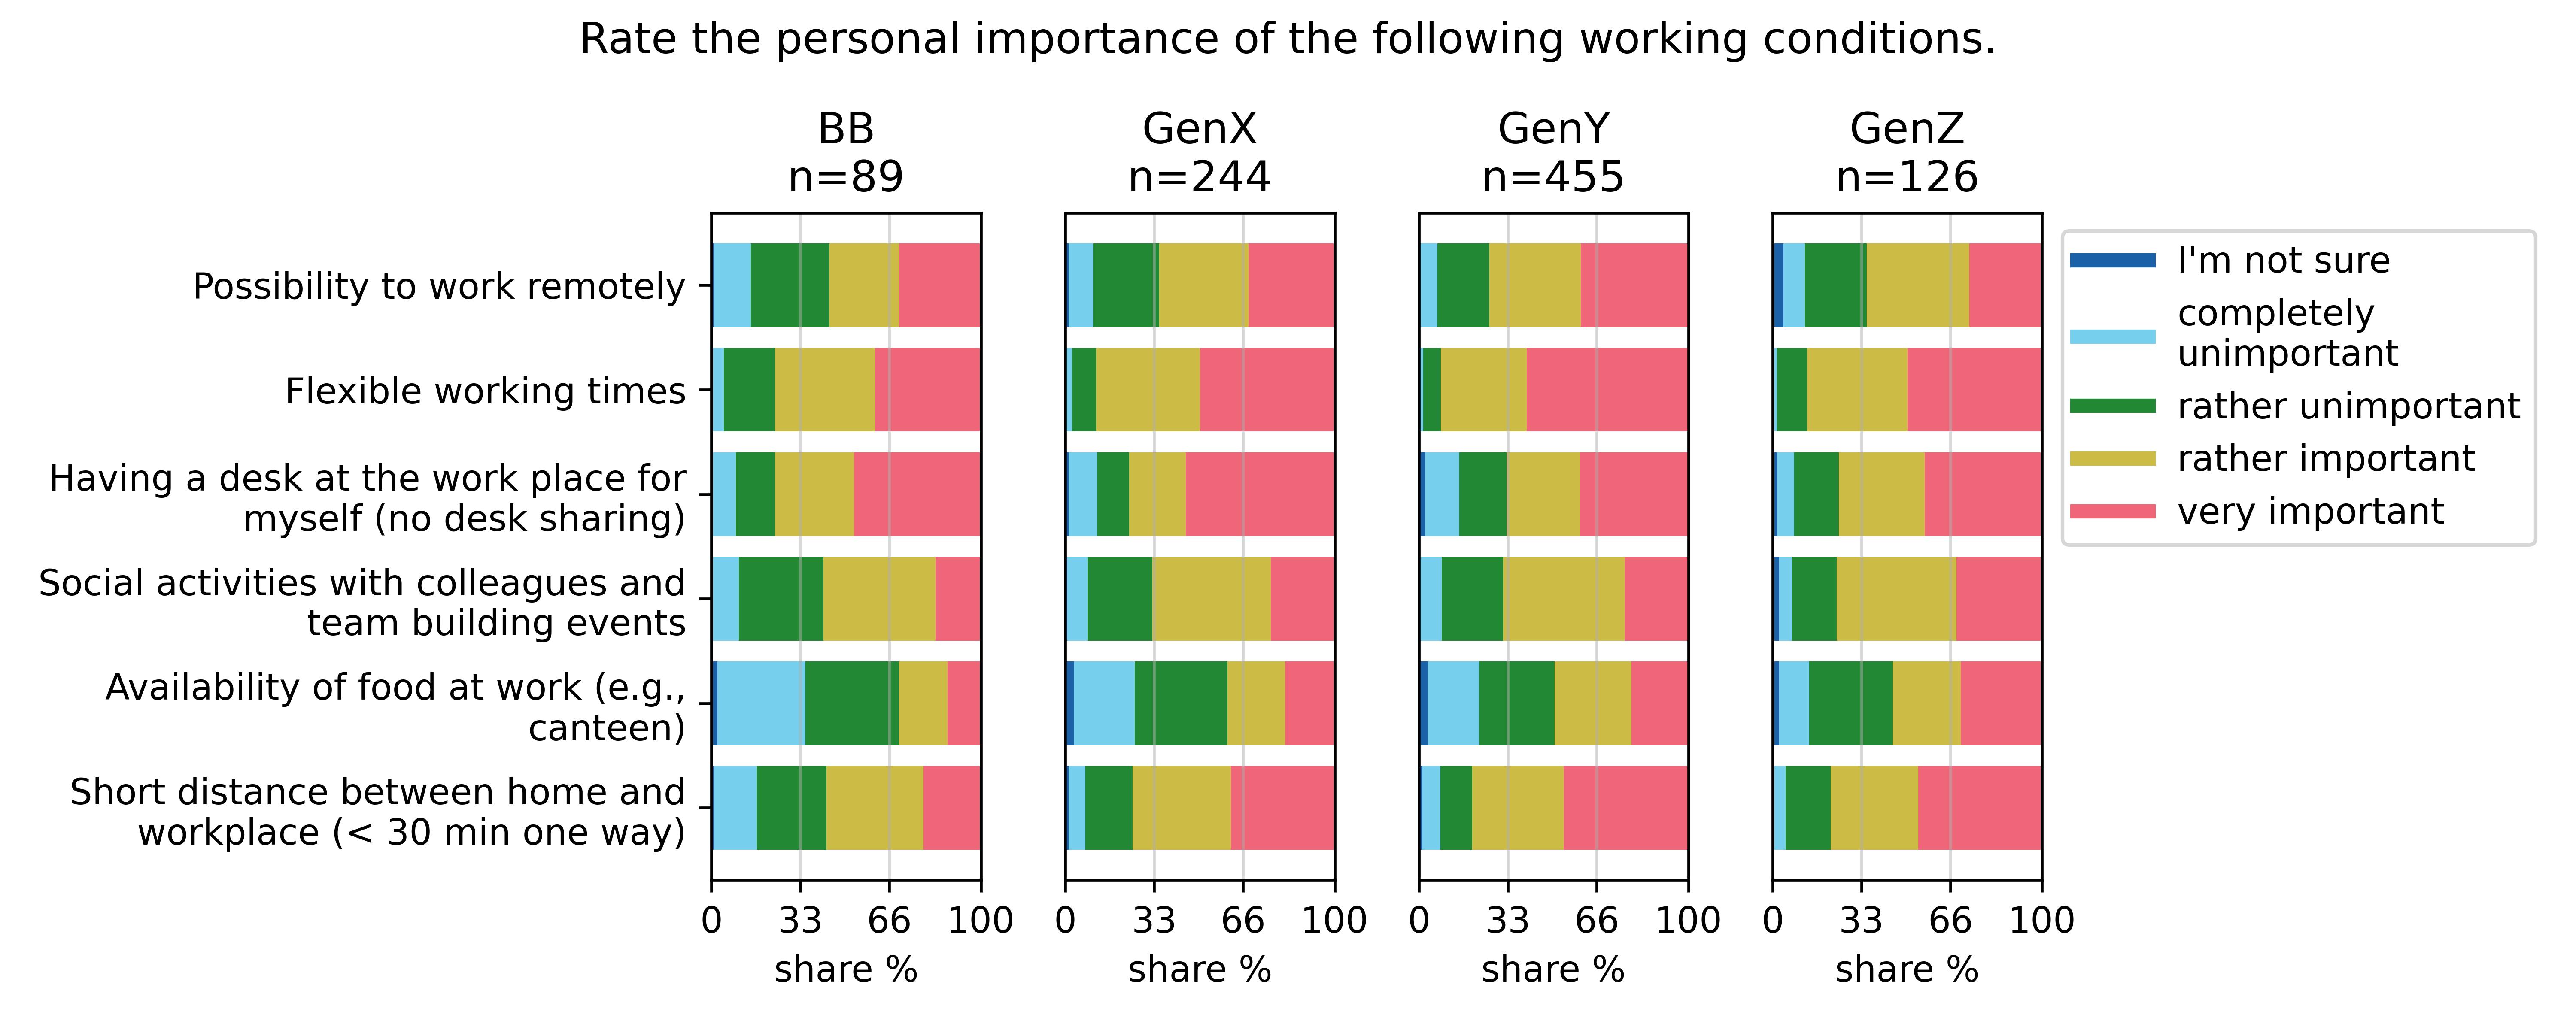 Rate the personal importance of the following working conditions.
BB
n=89
GenX
n=244
GenY
n=455
GenZ
n=126
Possibility to work remotely
Flexible working times
Having a desk at the work place for
myself (no desk sharing)
Social activities with colleagues and
team building events
Availability of food at work (e.g.,
canteen)
Short distance between home and
workplace (< 30 min one way)
0 33 66 100
share %
0 33 66 100
share %
0 33 66 100
share %
0 33 66 100
share %
I'm not sure
completely
unimportant
rather unimportant
rather important
very important